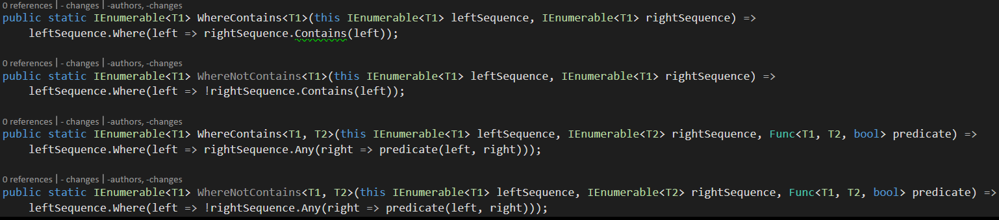 0 references | - changes | -authors, -changes
public static IEnumerable<T1> WhereContains<T1>(this IEnumerable<T1> leftSequence, IEnumerable<T1> rightSequence) =>
    leftSequence.Where(left => rightSequence.Contains(left));
0 references | - changes | -authors, -changes
public static IEnumerable<T1> WhereNotContains<T1>(this IEnumerable<T1> leftSequence, IEnumerable<T1> rightSequence) =>
    leftSequence.Where(left => !rightSequence.Contains(left));
0 references | - changes | -authors, -changes
public static IEnumerable<T1> WhereContains<T1, T2>(this IEnumerable<T1> leftSequence, IEnumerable<T2> rightSequence, Func<T1, T2, bool> predicate) =>
    leftSequence.Where(left => rightSequence.Any(right => predicate(left, right)));
0 references | - changes | -authors, -changes
public static IEnumerable<T1> WhereNotContains<T1, T2>(this IEnumerable<T1> leftSequence, IEnumerable<T2> rightSequence, Func<T1, T2, bool> predicate) =>
    leftSequence.Where(left => !rightSequence.Any(right => predicate(left, right)));